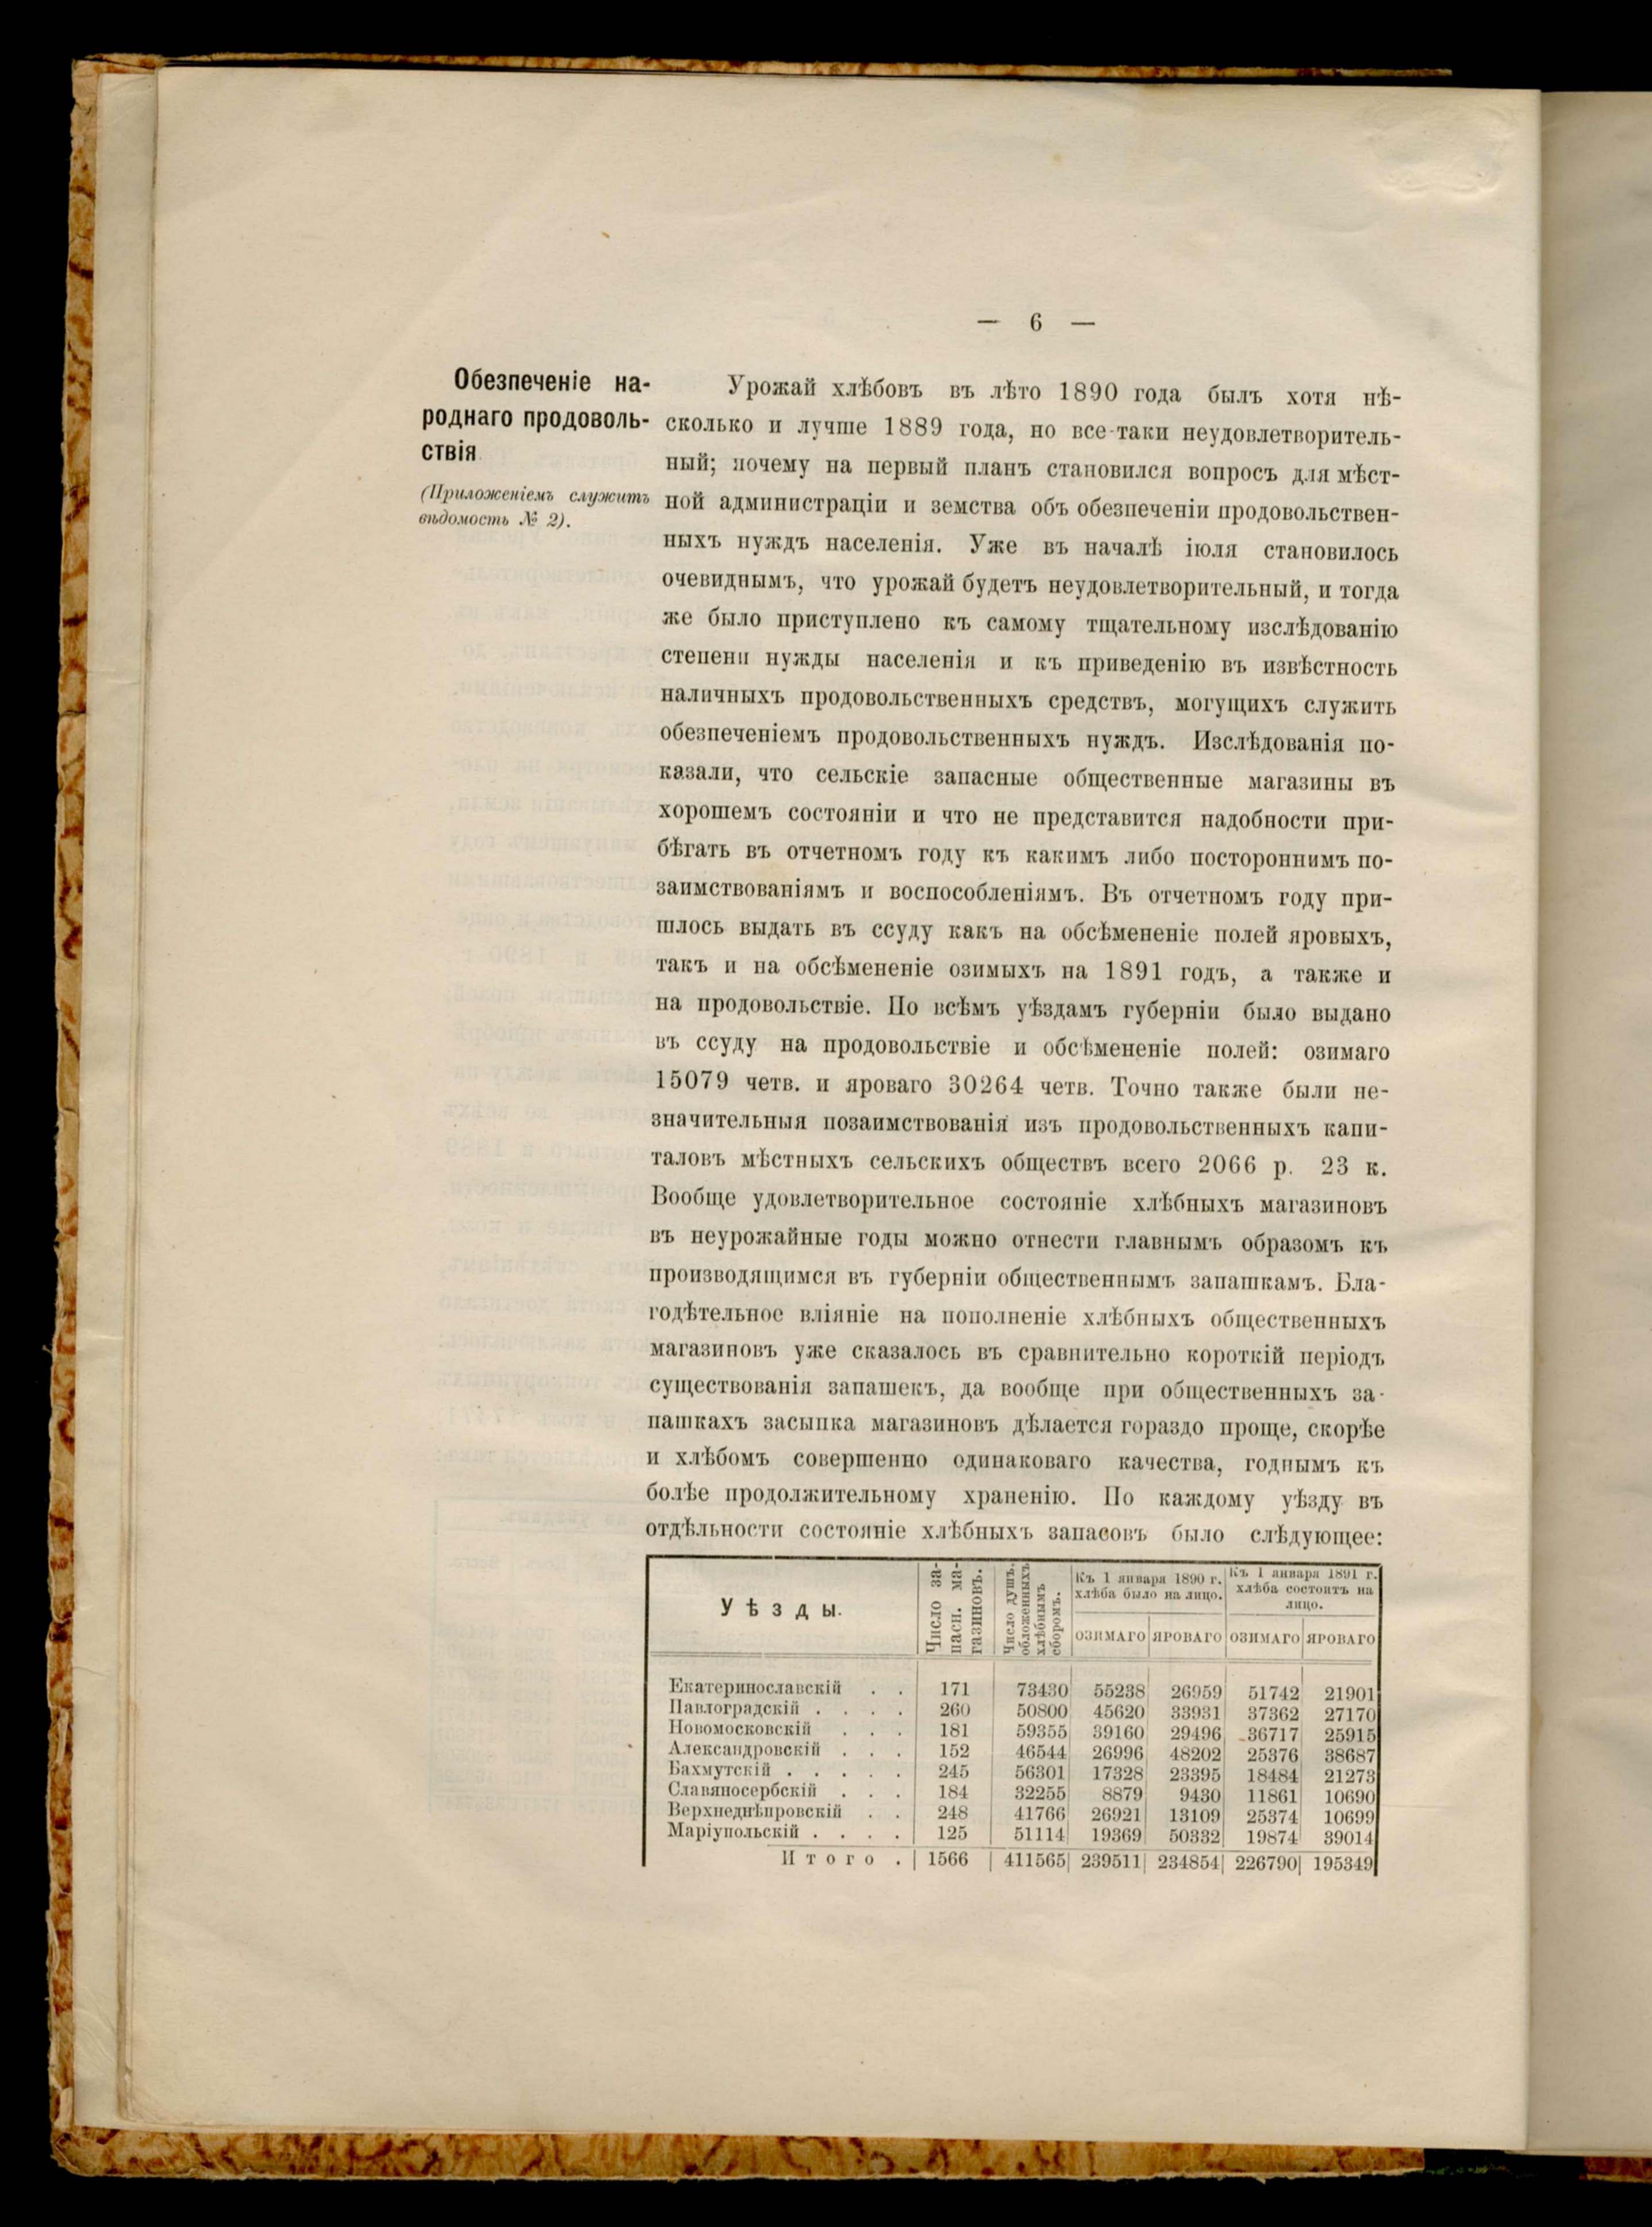 — 6 —
Обезпеченіе на-
роднаго продоволь-
ствія
(Приложеніемъ служитъ
вѣдомость № 2).
Урожай хлѣбовъ въ лѣто 1890 года былъ хотя нѣ-
сколько и лучше 1889 года, но все-таки неудовлетворитель-
ный; почему на первый планъ становился вопросъ для мѣст-
ной администраціи и земства объ обезпеченіи продовольствен-
ныхъ нуждъ населенія. Уже въ началѣ іюля становилось
очевиднымъ, что урожай будетъ неудовлетворительный, и тогда
же было приступлено къ самому тщательному изслѣдованію
степени нужды населенія и къ приведенію въ извѣстность
наличныхъ продовольственныхъ средствъ, могущихъ служить
обезпеченіемъ продовольственныхъ нуждъ. Изслѣдованія по-
казали, что сельскіе запасные общественные магазины въ
хорошемъ состояніи и что не представится надобности при-
бѣгать въ отчетномъ году къ какимъ либо постороннимъ по-
заимствованіямъ и воспособленіямъ. Въ отчетномъ году при-
шлось выдать въ ссуду какъ на обсѣмененіе полей яровыхъ,
такъ и на обсѣмененіе озимыхъ на 1891 годъ, а также и
на продовольствіе. По всѣмъ уѣздамъ губерніи было выдано
въ ссуду на продовольствіе и обсѣмененіе полей: озимаго
15079 четв. и яроваго 30264 четв. Точно также были не-
значительныя позаимствованія изъ продовольственныхъ капи-
таловъ мѣстныхъ сельскихъ обществъ всего 2066 р. 23 к.
Вообще удовлетворительное состояніе хлѣбныхъ магазиновъ
въ неурожайные годы можно отнести главнымъ образомъ къ
производящимся въ губерніи общественнымъ запашкамъ. Бла-
годѣтельное вліяніе на пополненіе хлѣбныхъ общественныхъ
магазиновъ уже сказалось въ сравнительно короткій періодъ
существованія запашекъ, да вообще при общественныхъ за-
пашкахъ засыпка магазиновъ дѣлается гораздо проще, скорѣе
и хлѣбомъ совершенно одинаковаго качества, годнымъ къ
болѣе продолжительному храненію. По каждому уѣзду въ
отдѣльности состояніе хлѣбныхъ запасовъ было слѣдующее:
Уѣзды.
Число за-
пасн. ма-
газиновъ.
Число душъ.
обложенныхъ
хлѣбнымъ
сборомъ.
Къ 1 января 1890 г.
хлѣба было на лицо.
Къ 1 января 1891 г.
хлѣба состоитъ на
лицо.
озимаго яроваго озимаго яроваго
Екатеринославскій . . 171 73430 55238 26959 51742 21901
Павлоградскій . . . . 260 50800 45620 33931 37362 27170
Новомосковскій . . . 181 59355 39160 29496 36717 25915
Александровскій . . . 152 46544 26996 48202 25376 38687
Бахмутскій . . . . . 245 56301 17328 23395 18484 21273
Славяносербскій . . . 184 32255 8879 9430 11861 10690
Верхнеднѣпровскій . . 248 41766 26921 13109 25374 10699
Маріупольскій . . . . 125 51114 19369 50332 19874 39014
Итого . 1566 411565 239511 234854 226790 195349